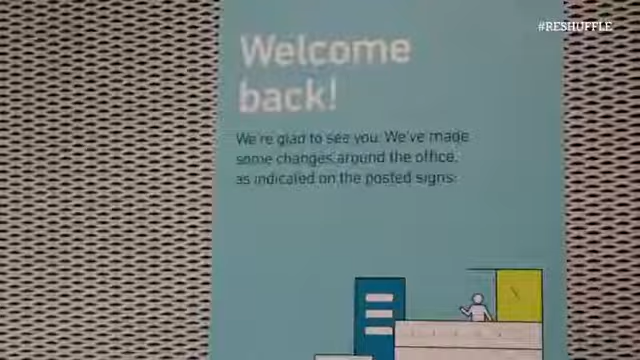 #RESHUFFLE
Welcome
back!
We're glad to see you. We've made
some changes around the office,
as indicated on the posted signs.